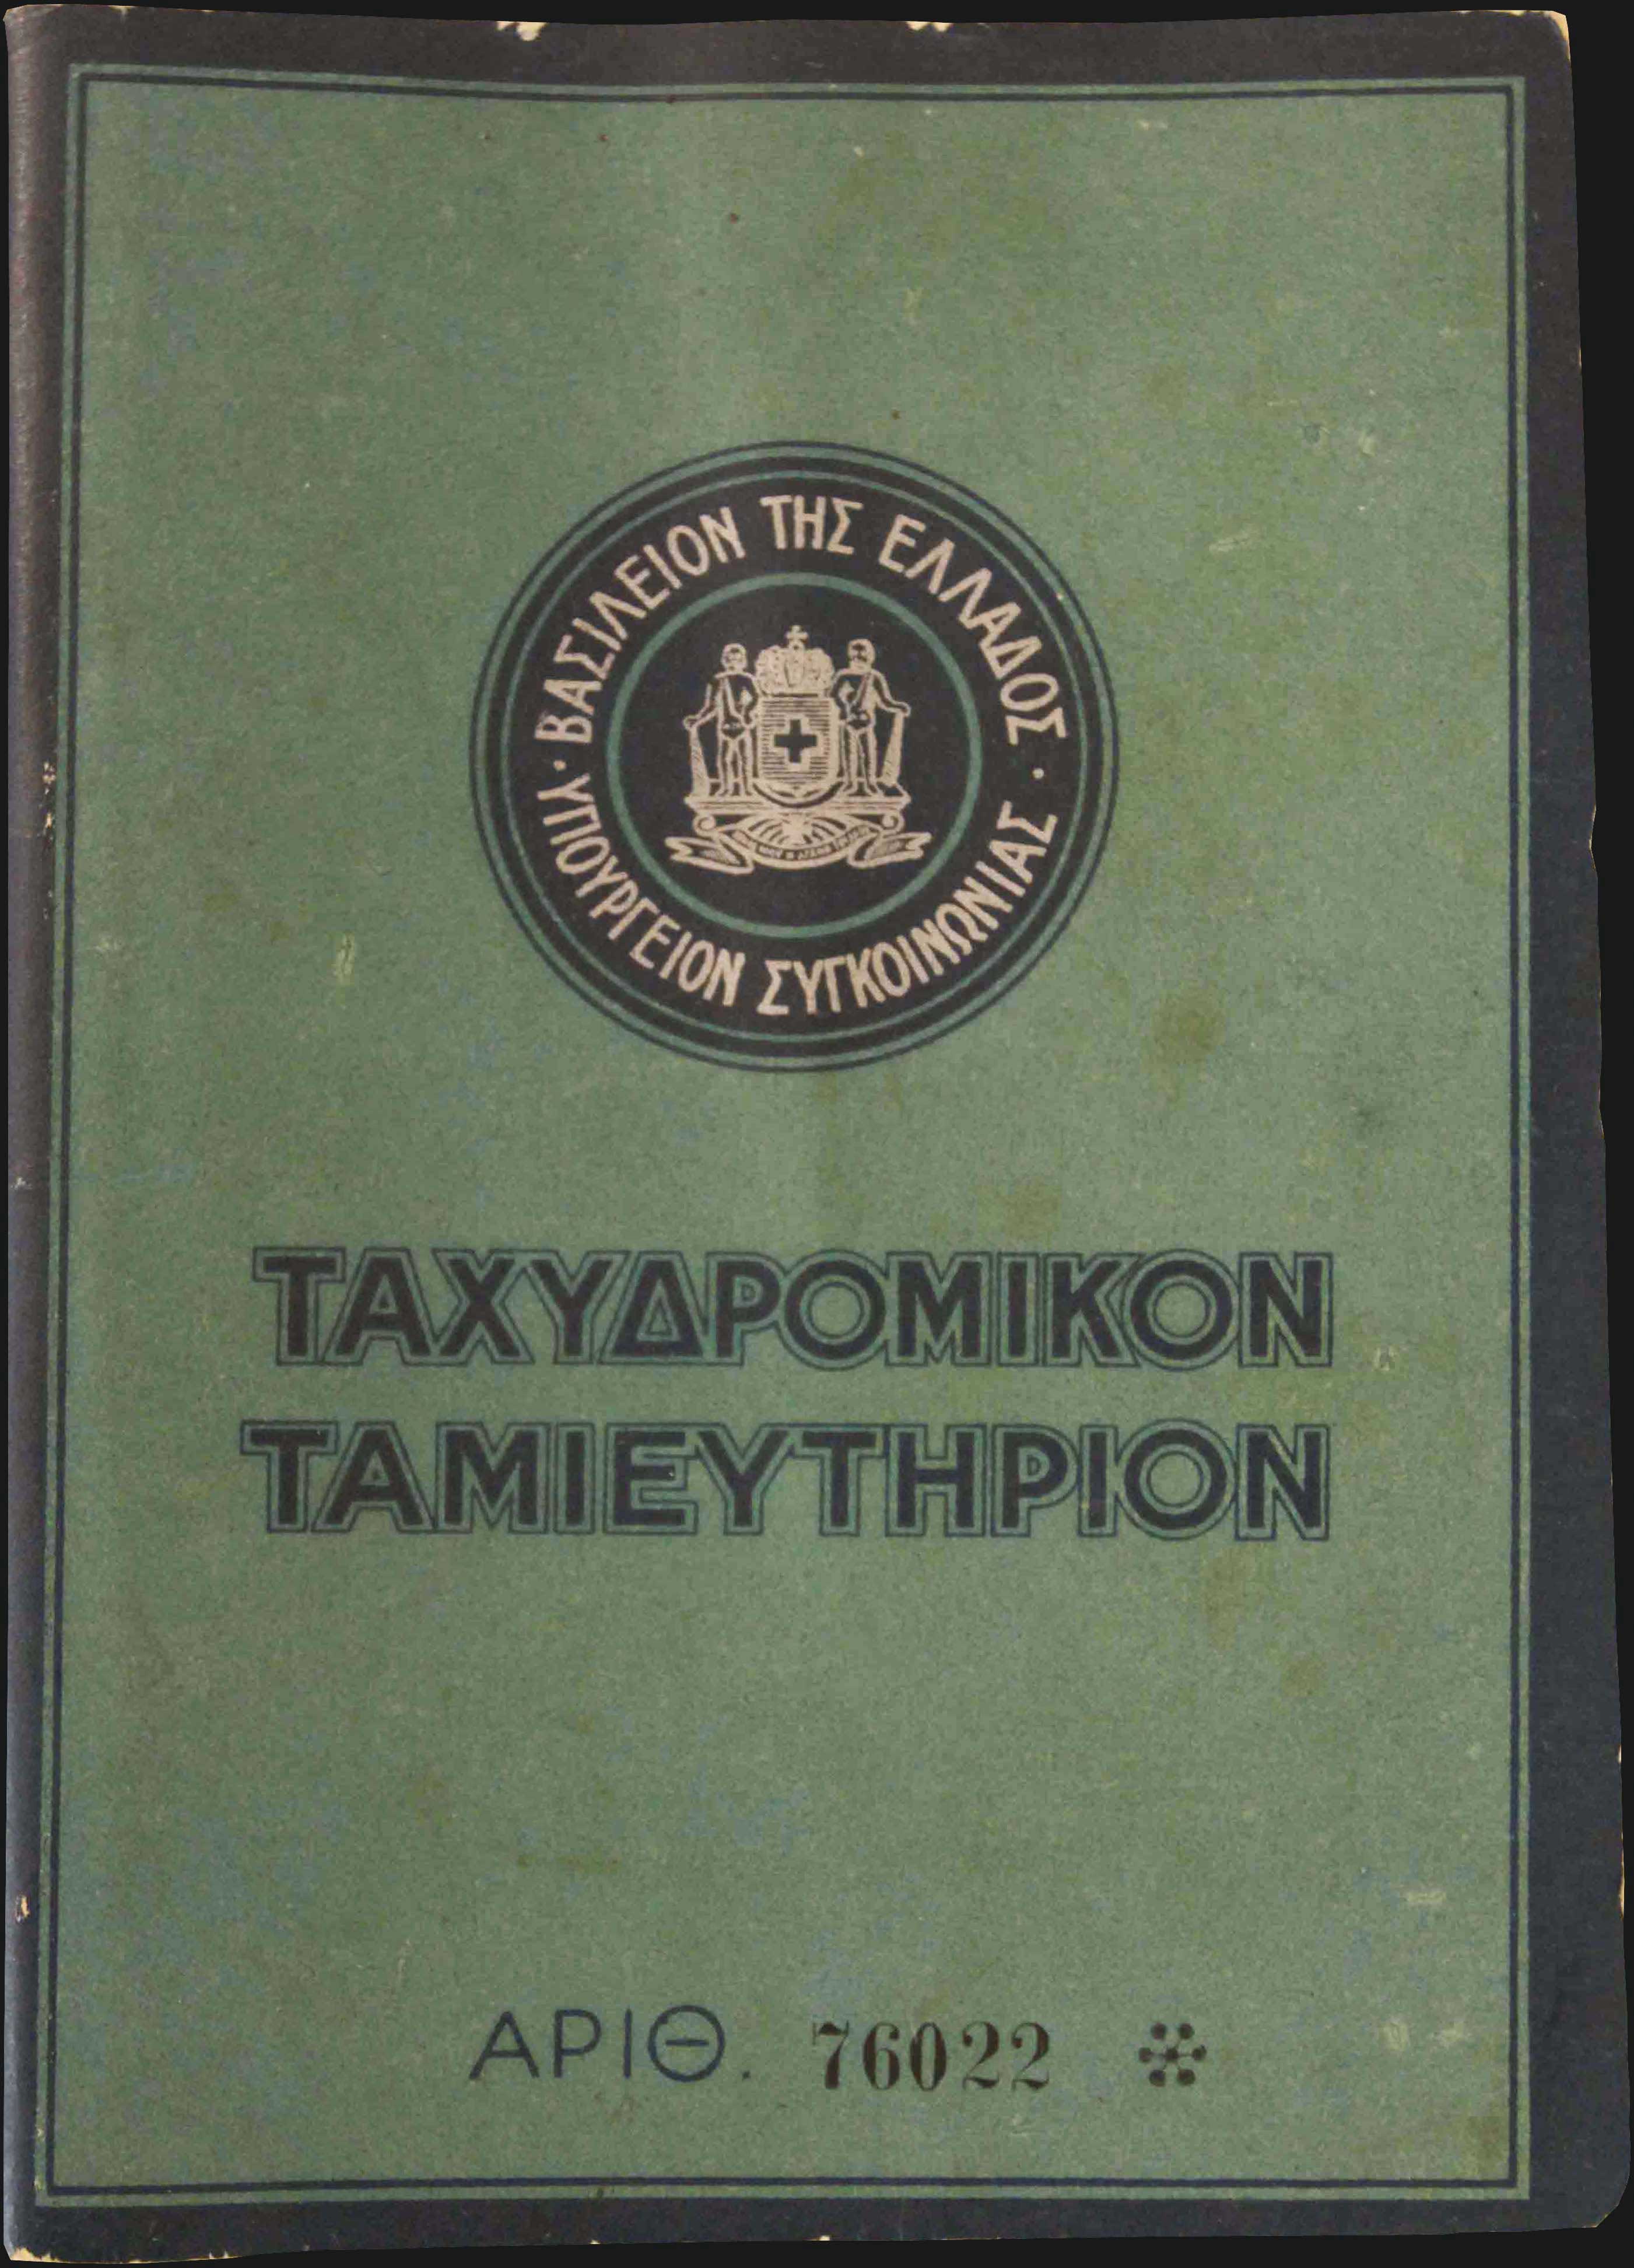 ΒΑΣΙΛΕΙΟΝ ΤΗΣ ΕΛΛΑΔΟΣ
ΥΠΟΥΡΓΕΙΟΝ ΣΥΓΚΟΙΝΩΝΙΑΣ
ΤΑΧΥΔΡΟΜΙΚΟΝ
ΤΑΜΙΕΥΤΗΡΙΟΝ
ΑΡΙΘ. 76022